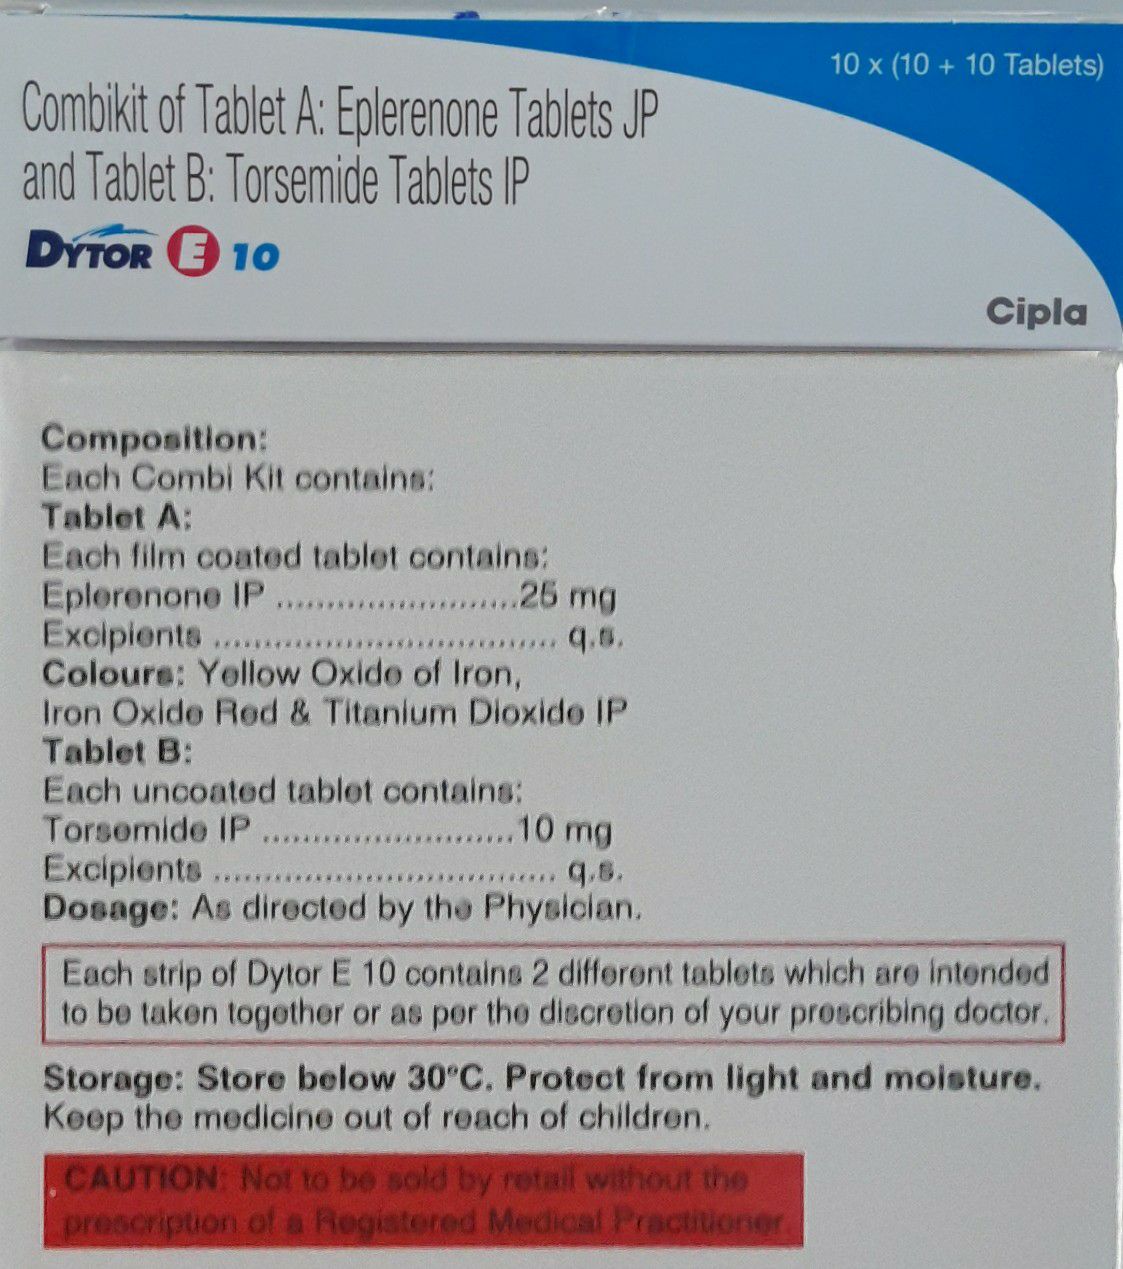 10 x (10 + 10 Tablets)
Combikit of Tablet A: Eplerenone Tablets JP
and Tablet B: Torsemide Tablets IP
DYTOR E 10
Cipla
Composition:
Each Combi Kit contains:
Tablet A:
Each film coated tablet contains:
Eplerenone IP ........................25 mg
Excipients .................................. q.s.
Colours: Yellow Oxide of Iron,
Iron Oxide Red & Titanium Dioxide IP
Tablet B:
Each uncoated tablet contains:
Torsemide IP .........................10 mg
Excipients .................................. q.s.
Dosage: As directed by the Physician.
Each strip of Dytor E 10 contains 2 different tablets which are intended
to be taken together or as per the discretion of your prescribing doctor.
Storage: Store below 30°C. Protect from light and moisture.
Keep the medicine out of reach of children.
CAUTION: Not to be sold by retail without the
prescription of a Registered Medical Practitioner.